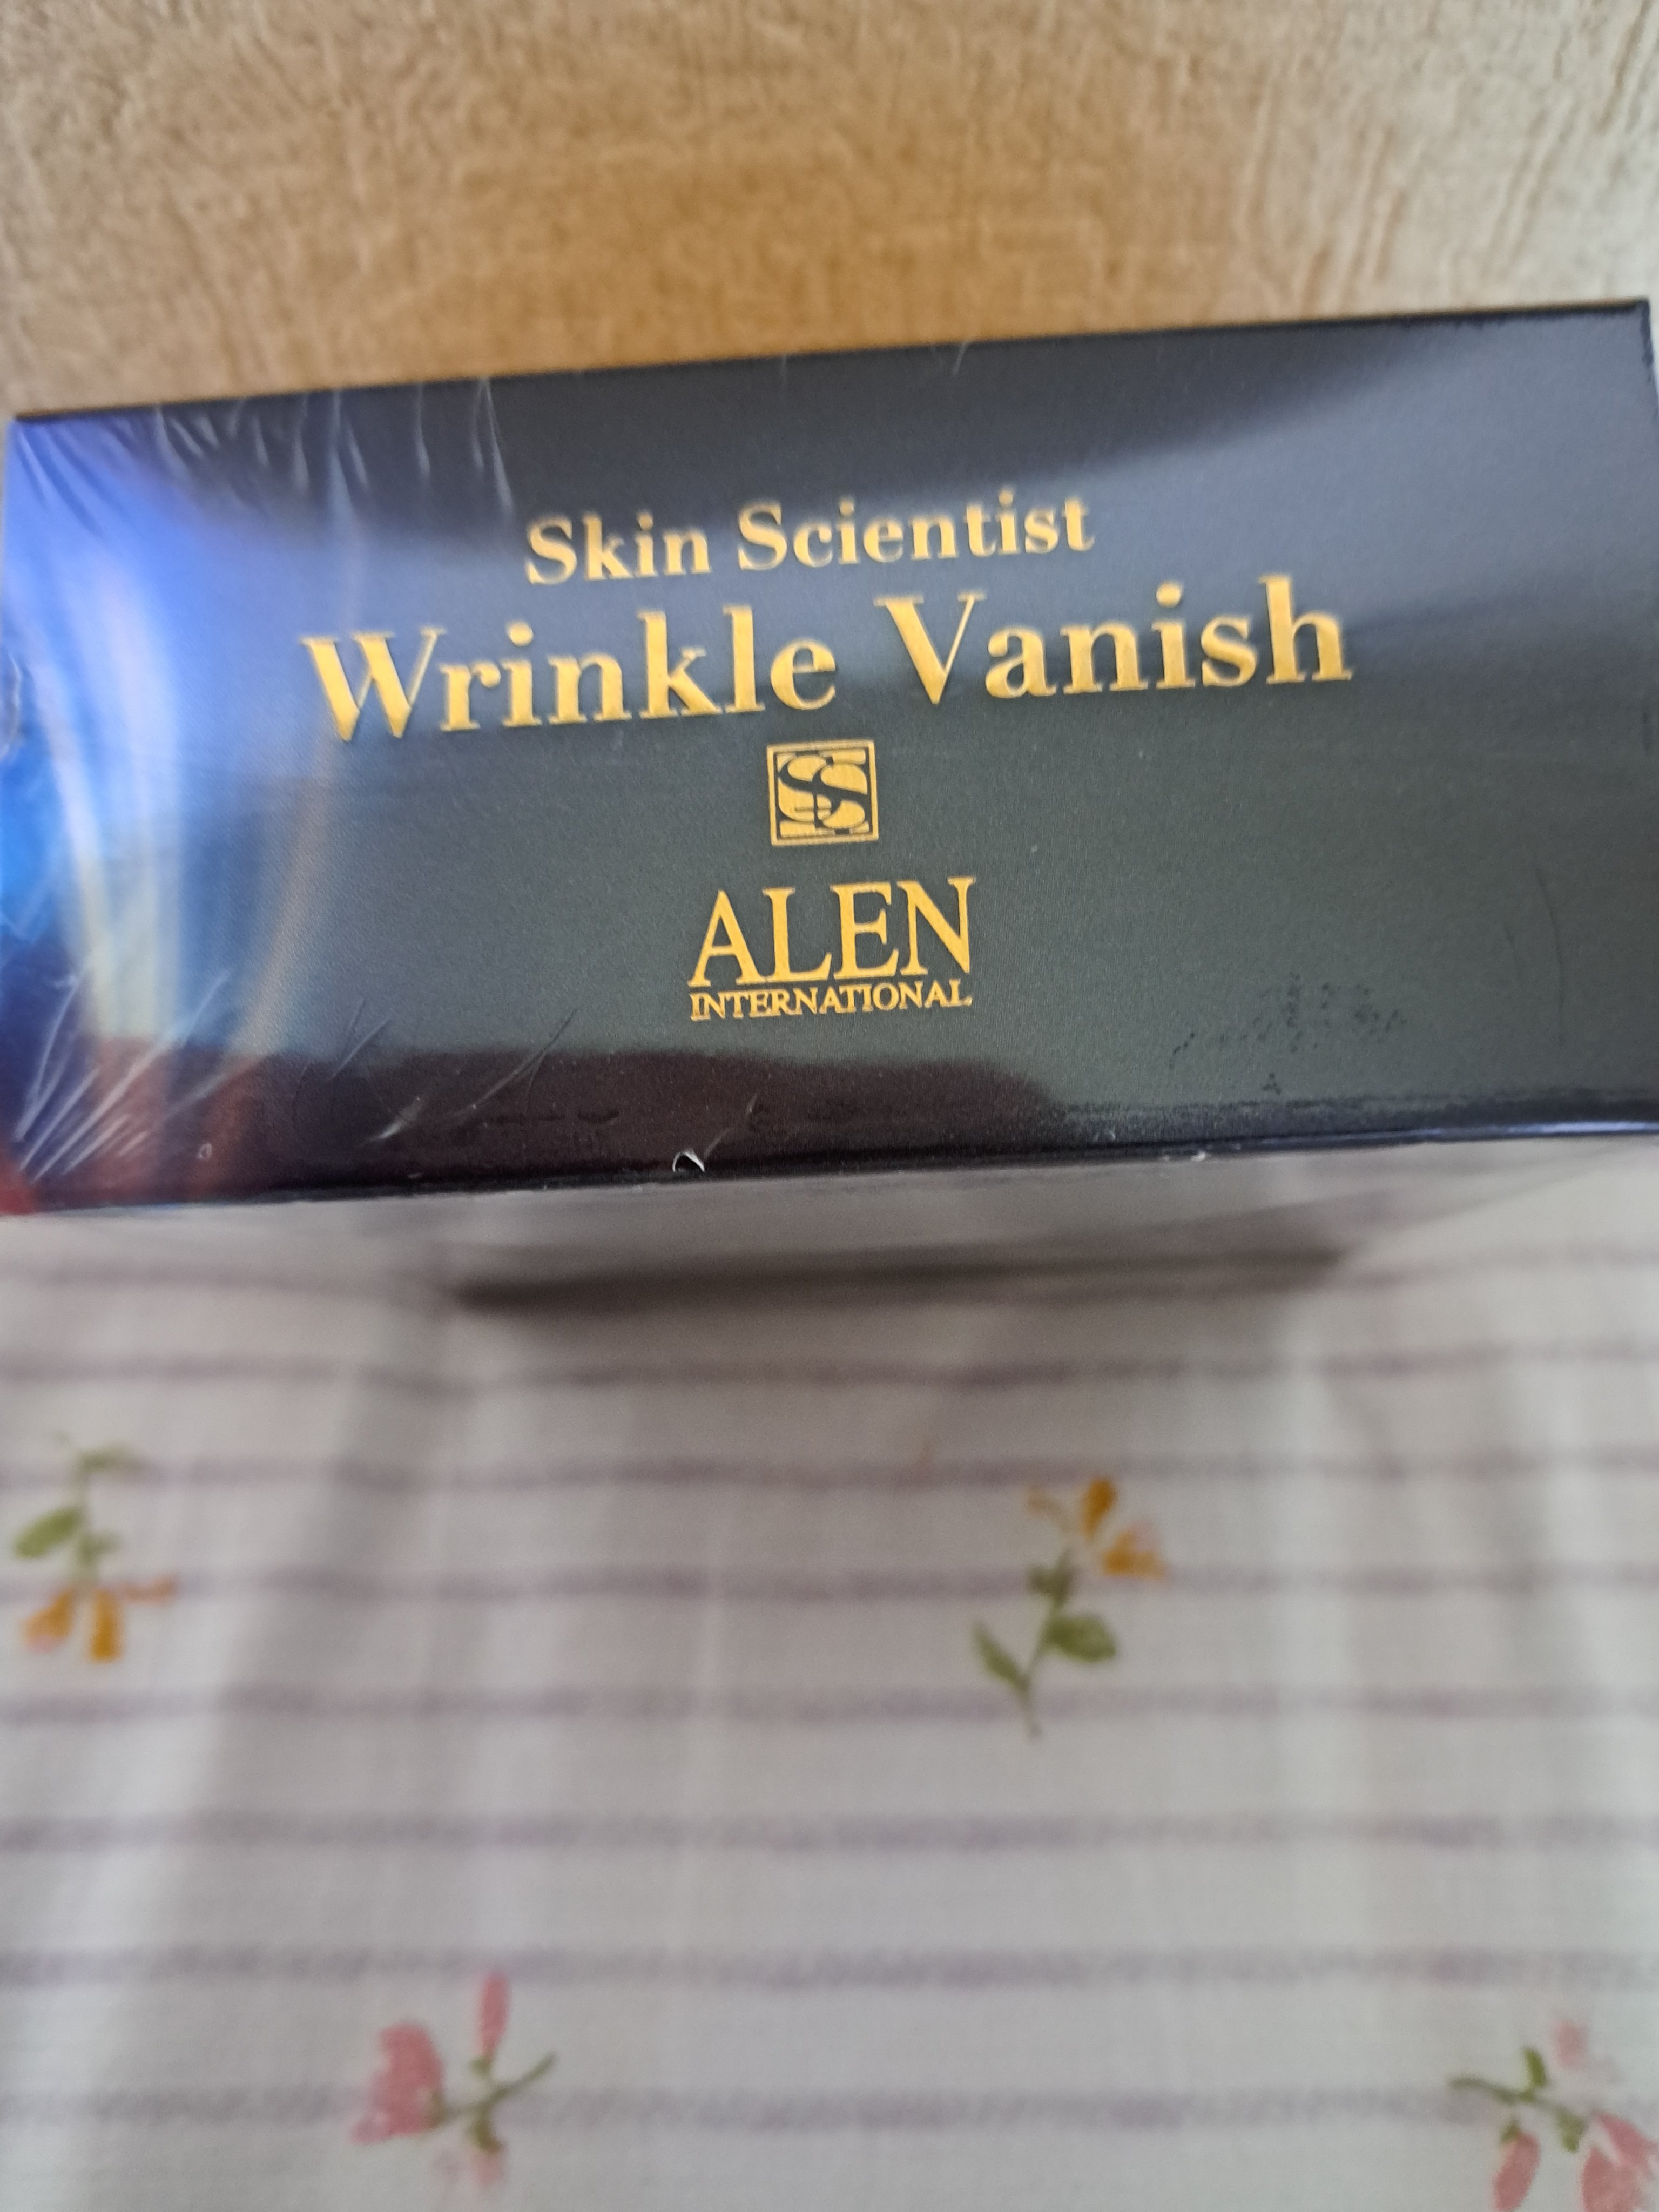 Skin Scientist
Wrinkle Vanish
ALEN
INTERNATIONAL